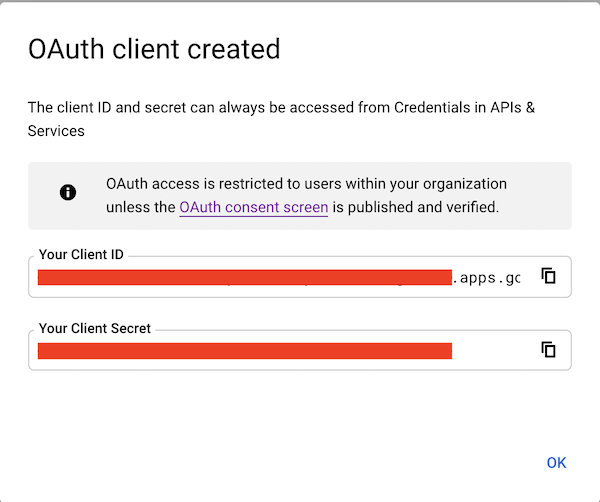 OAuth client created
The client ID and secret can always be accessed from Credentials in APIs &
Services
OAuth access is restricted to users within your organization
unless the OAuth consent screen is published and verified.
Your Client ID
.apps.gc
Your Client Secret
OK